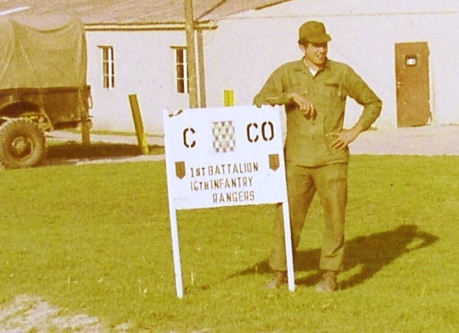 C CO
1ST BATTALION
16TH INFANTRY
RANGERS